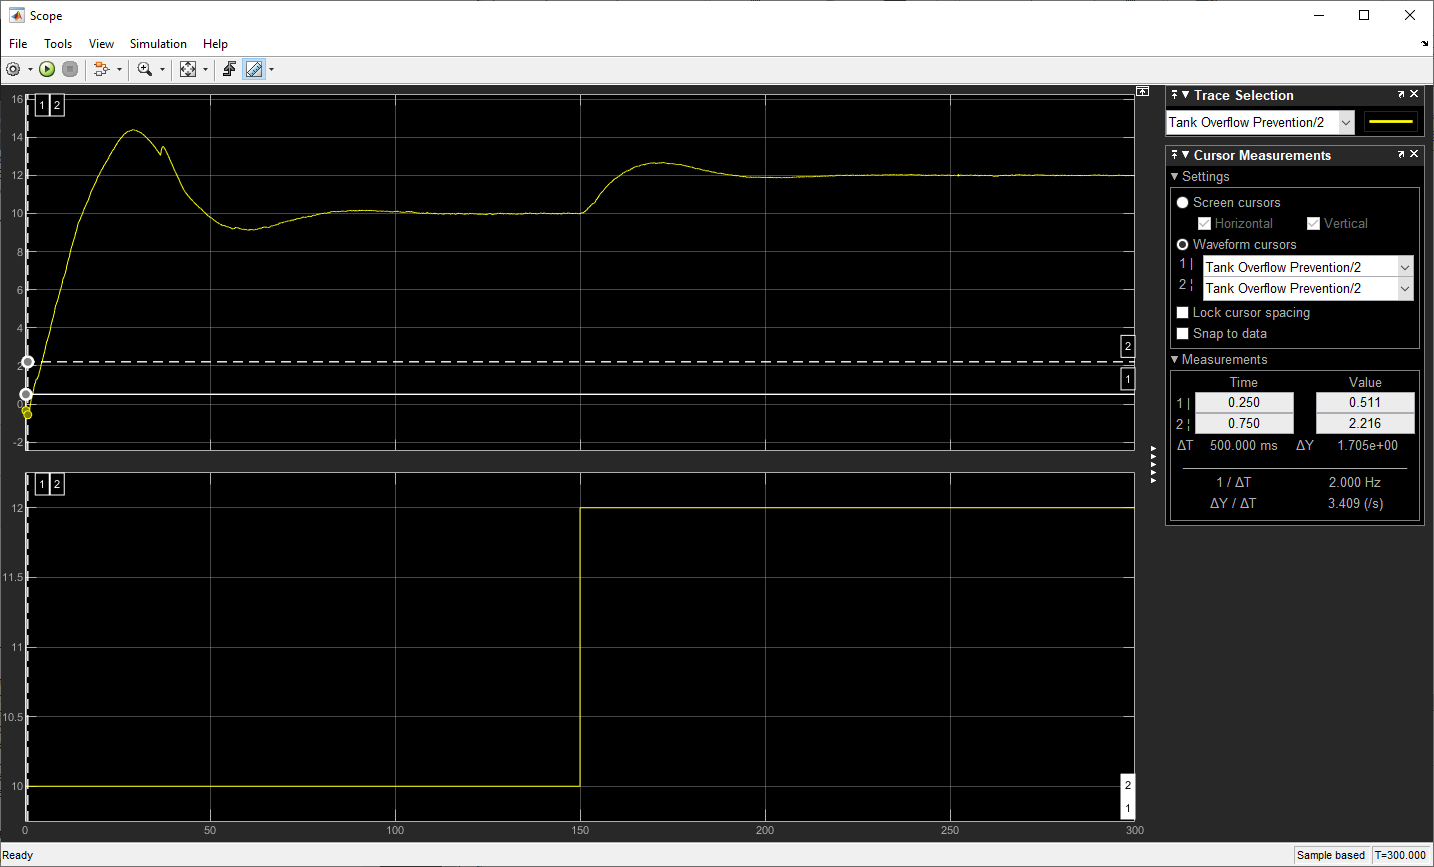 Scope
File Tools View Simulation Help
1 2
16
14
12
10
8
6
4
2
0
-2
2
1
1 2
12
11.5
11
10.5
10
2
1
0 50 100 150 200 250 300
Trace Selection
Tank Overflow Prevention/2
Cursor Measurements
Settings
Screen cursors
Horizontal Vertical
Waveform cursors
1 | Tank Overflow Prevention/2
2 ¦ Tank Overflow Prevention/2
Lock cursor spacing
Snap to data
Measurements
Time Value
1 | 0.250 0.511
2 ¦ 0.750 2.216
ΔT 500.000 ms ΔY 1.705e+00
1 / ΔT 2.000 Hz
ΔY / ΔT 3.409 (/s)
Ready
Sample based T=300.000